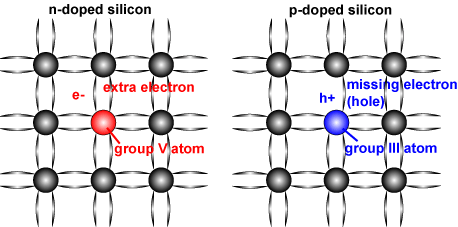 n-doped silicon
e-
extra electron
group V atom
p-doped silicon
h+
missing electron
(hole)
group III atom